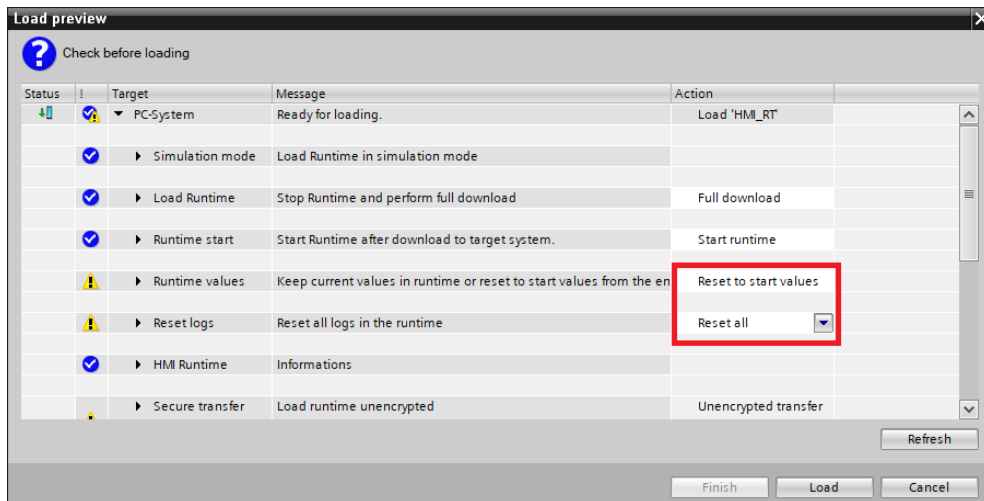 Load preview
Check before loading
Status ! Target Message Action
PC-System Ready for loading. Load 'HMI_RT'
Simulation mode Load Runtime in simulation mode
Load Runtime Stop Runtime and perform full download Full download
Runtime start Start Runtime after download to target system. Start runtime
Runtime values Keep current values in runtime or reset to start values from the en Reset to start values
Reset logs Reset all logs in the runtime Reset all
HMI Runtime Informations
Secure transfer Load runtime unencrypted Unencrypted transfer
Refresh
Finish Load Cancel